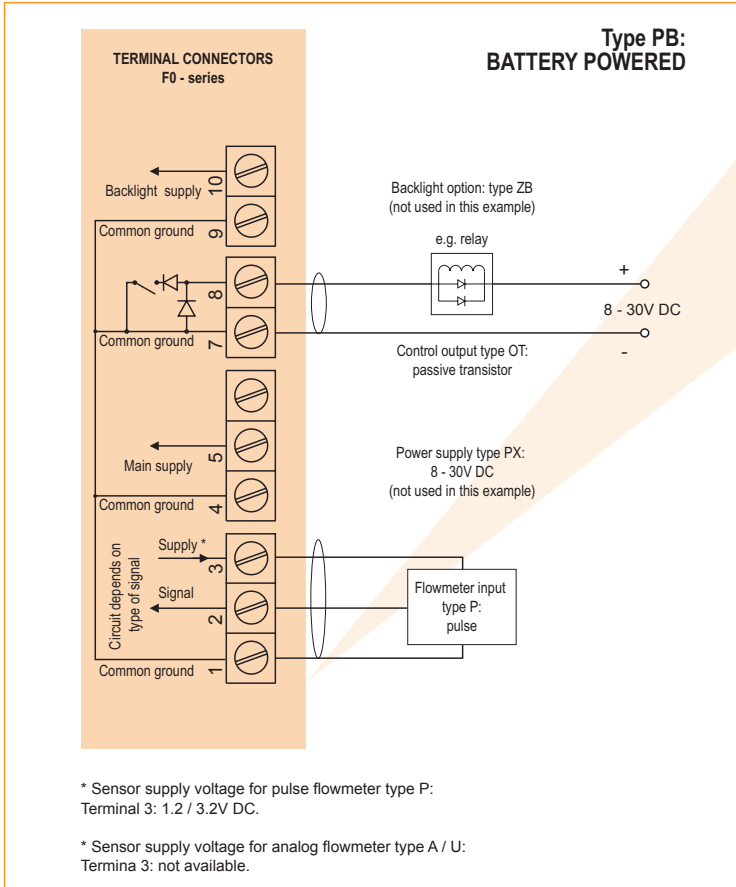 Type PB:
BATTERY POWERED
TERMINAL CONNECTORS
F0 - series
10
Backlight supply
9
Common ground
8
7
Common ground
5
Main supply
4
Common ground
Circuit depends on
type of signal
Supply *
3
Signal
2
1
Common ground
Backlight option: type ZB
(not used in this example)
e.g. relay
+
8 - 30V DC
-
Control output type OT:
passive transistor
Power supply type PX:
8 - 30V DC
(not used in this example)
Flowmeter input
type P:
pulse
* Sensor supply voltage for pulse flowmeter type P:
Terminal 3: 1.2 / 3.2V DC.
* Sensor supply voltage for analog flowmeter type A / U:
Termina 3: not available.